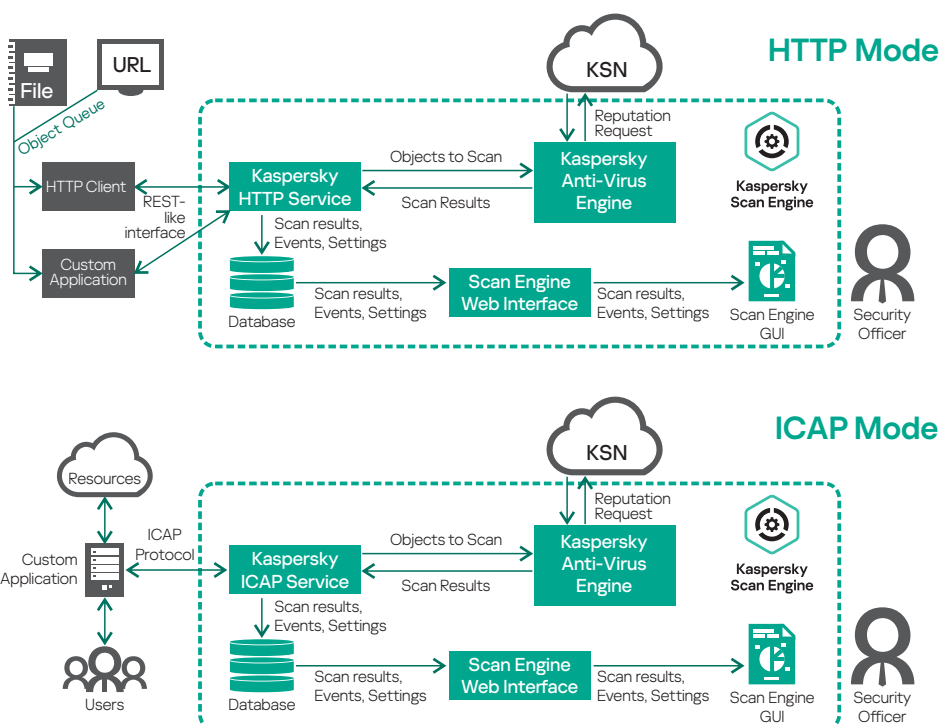 HTTP Mode
KSN
URL
File
Object Queue
Reputation
Request
HTTP Client
REST-
like
interface
Kaspersky
HTTP Service
Objects to Scan
Scan Results
Kaspersky
Anti-Virus
Engine
Kaspersky
Scan Engine
Custom
Application
Scan results,
Events, Settings
Database
Scan results,
Events, Settings
Scan Engine
Web Interface
Scan results,
Events, Settings
Scan Engine
GUI
Security
Officer
ICAP Mode
KSN
Resources
Reputation
Request
Custom
Application
ICAP
Protocol
Kaspersky
ICAP Service
Objects to Scan
Scan Results
Kaspersky
Anti-Virus
Engine
Kaspersky
Scan Engine
Users
Scan results,
Events, Settings
Database
Scan results,
Events, Settings
Scan Engine
Web Interface
Scan results,
Events, Settings
Scan Engine
GUI
Security
Officer